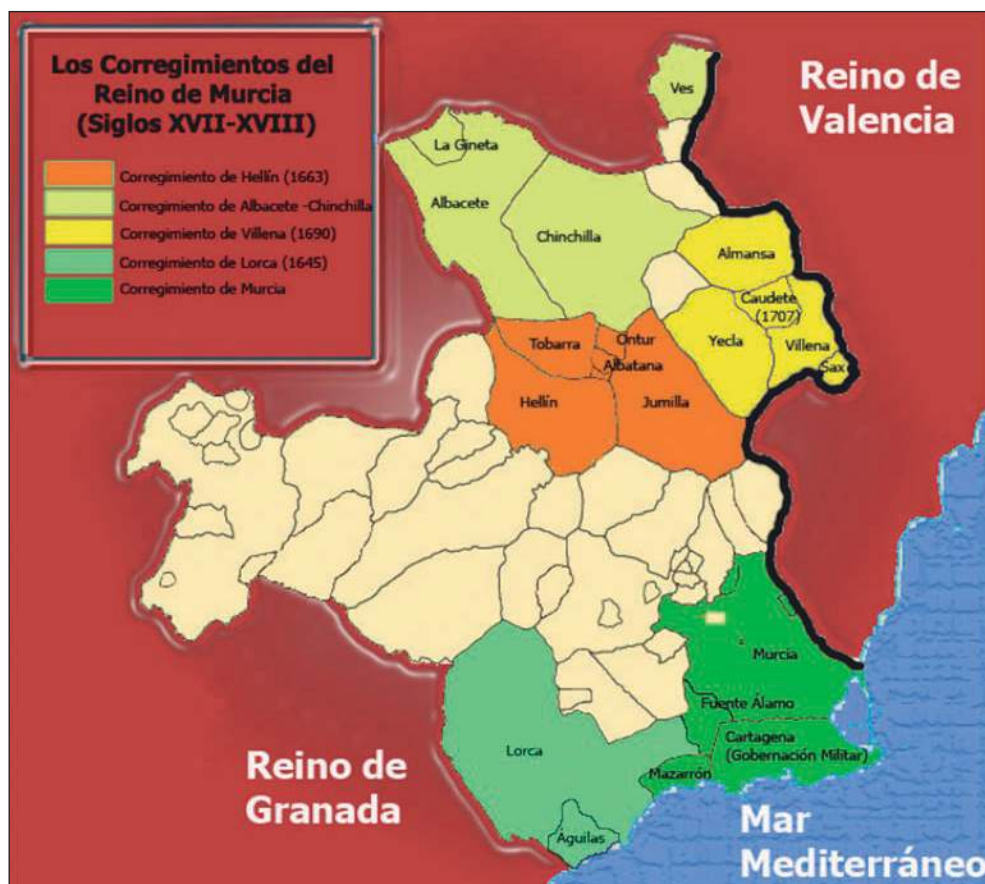 Los Corregimientos del
Reino de Murcia
(Siglos XVII-XVIII)
Corregimiento de Hellín (1663)
Corregimiento de Albacete -Chinchilla
Corregimiento de Villena (1690)
Corregimiento de Lorca (1645)
Corregimiento de Murcia
Reino de
Valencia
Ves
La Gineta
Albacete
Chinchilla
Almansa
Caudete
(1707)
Yecla
Villena
Sax
Tobarra
Ontur
Albatana
Hellín
Jumilla
Murcia
Fuente Álamo
Cartagena
(Gobernación Militar)
Mazarrón
Lorca
Águilas
Reino de
Granada
Mar
Mediterráneo